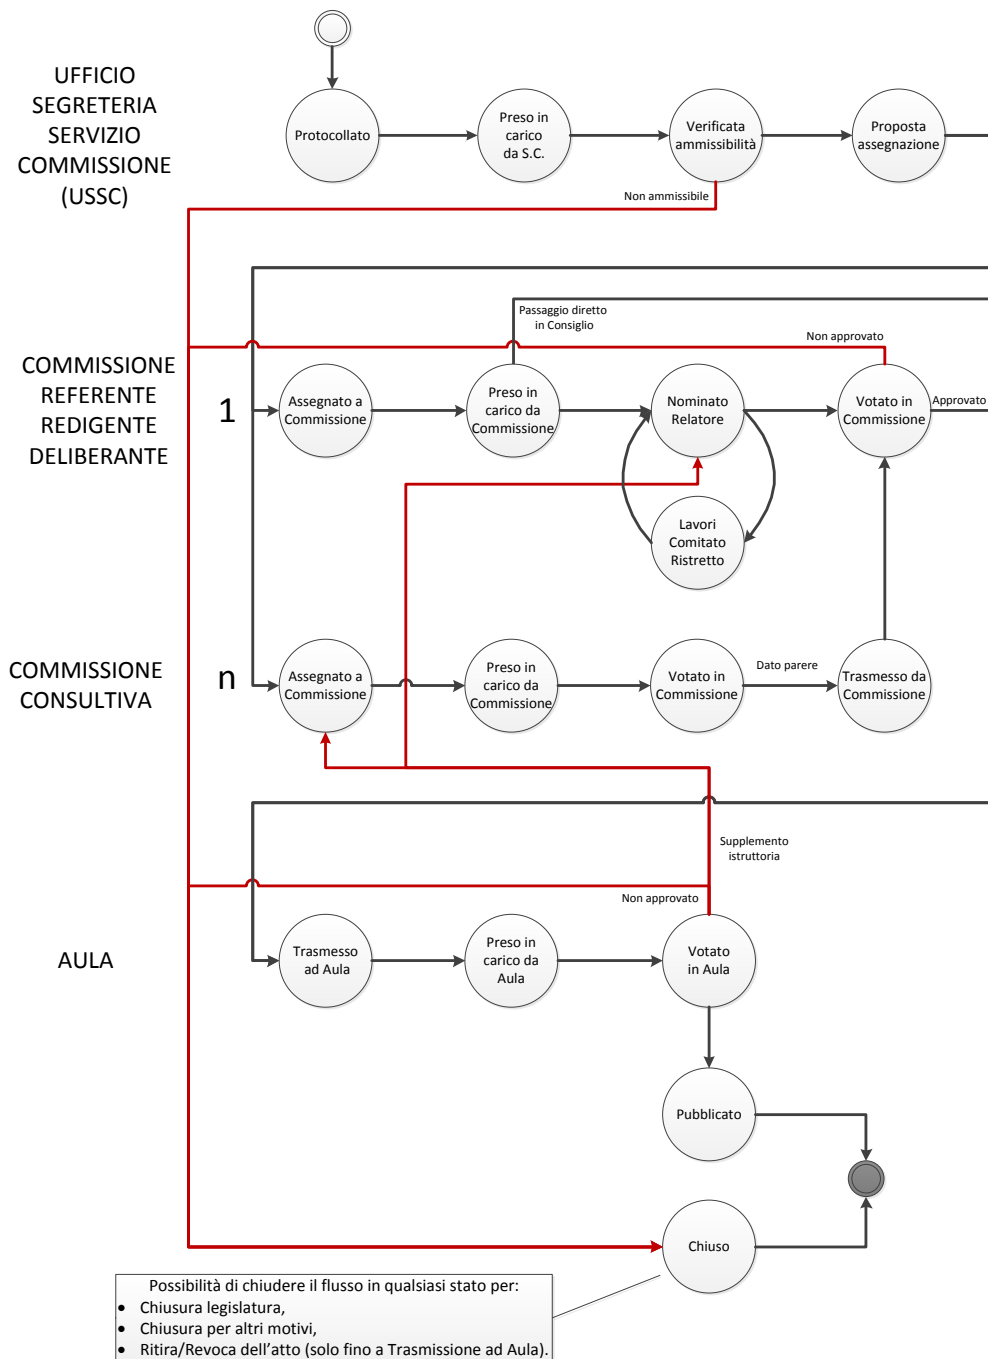 UFFICIO
SEGRETERIA
SERVIZIO
COMMISSIONE
(USSC)
Protocollato
Preso in
carico
da S.C.
Verificata
ammissibilità
Proposta
assegnazione
Non ammissibile
Passaggio diretto
in Consiglio
Non approvato
COMMISSIONE
REFERENTE
REDIGENTE
DELIBERANTE
1
Assegnato a
Commissione
Preso in
carico da
Commissione
Nominato
Relatore
Votato in
Commissione
Approvato
Lavori
Comitato
Ristretto
COMMISSIONE
CONSULTIVA
n
Assegnato a
Commissione
Preso in
carico da
Commissione
Votato in
Commissione
Dato parere
Trasmesso da
Commissione
Supplemento
istruttoria
Non approvato
AULA
Trasmesso
ad Aula
Preso in
carico da
Aula
Votato
in Aula
Pubblicato
Chiuso
Possibilità di chudere il flusso in qualsiasi stato per:
• Chiusura legislatura,
• Chiusura per altri motivi,
• Ritira/Revoca dell'atto (solo fino a Trasmissione ad Aula).